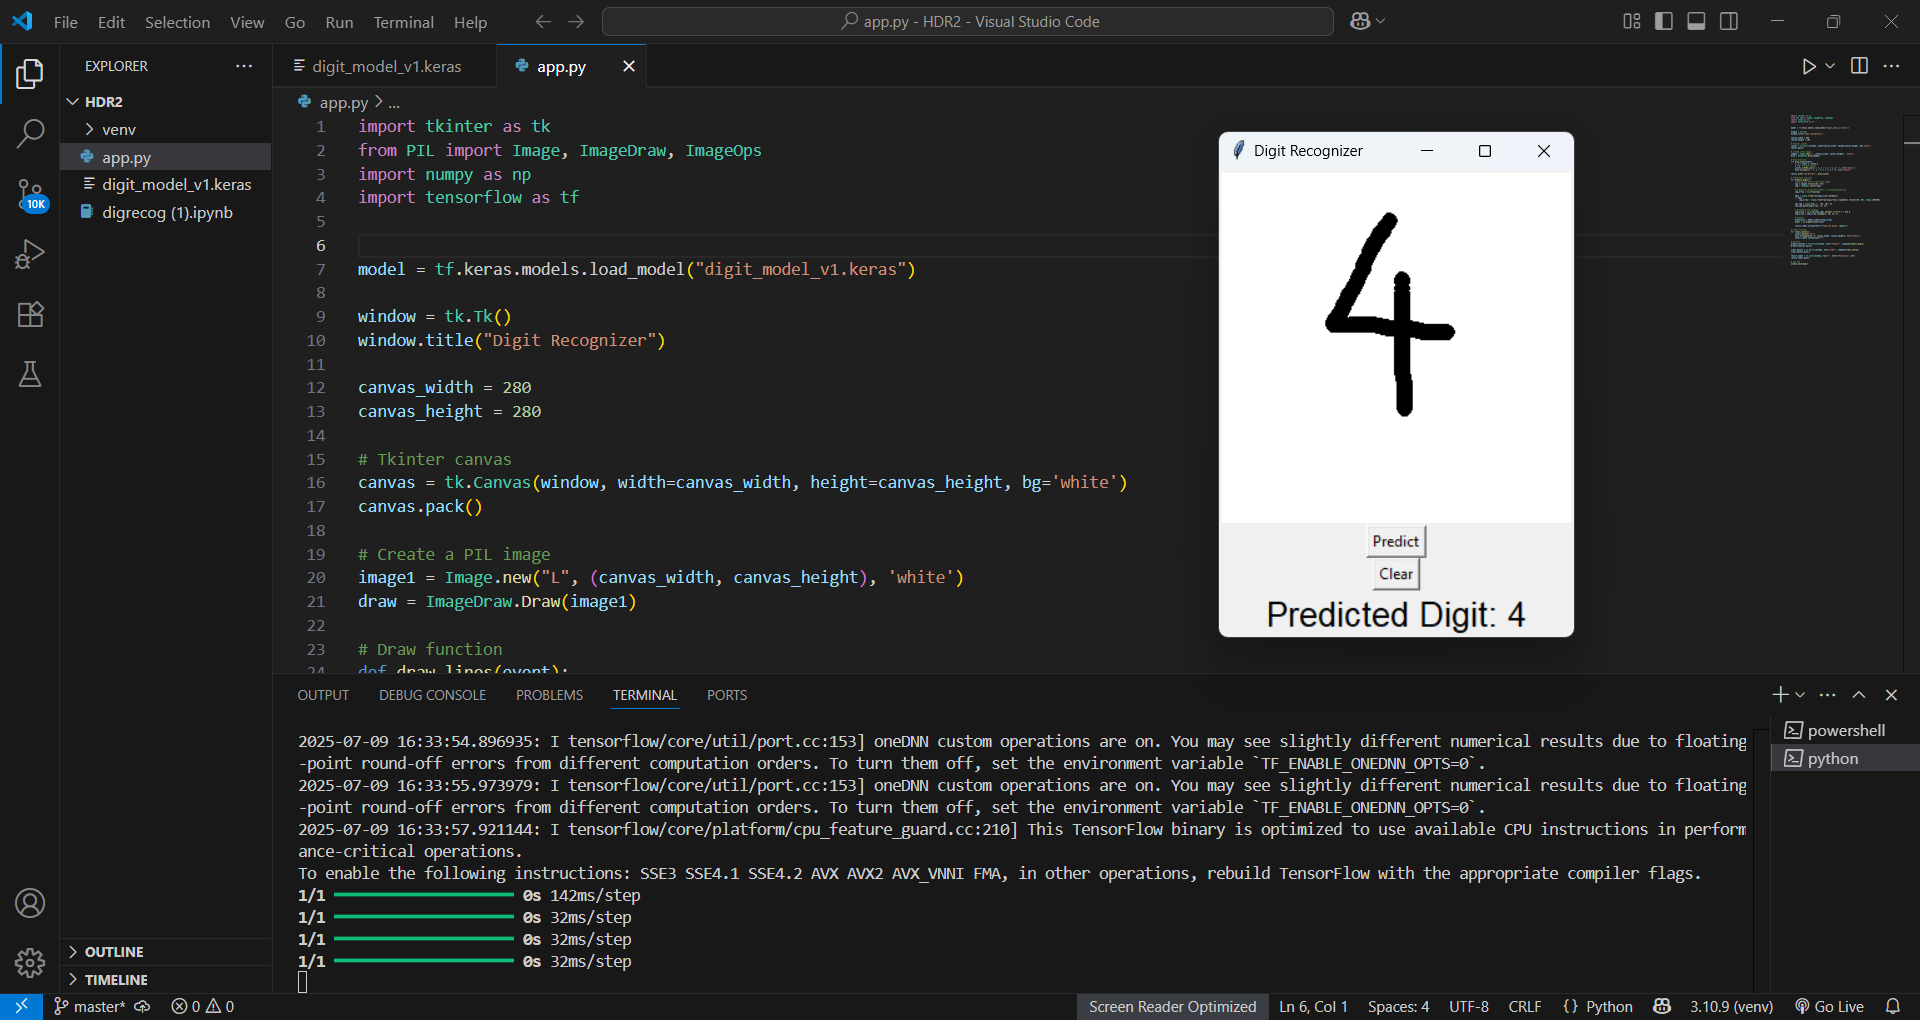 File Edit Selection View Go Run Terminal Help
app.py - HDR2 - Visual Studio Code
EXPLORER
HDR2
venv
app.py
digit_model_v1.keras
digrecog (1).ipynb
10K
OUTLINE
TIMELINE
digit_model_v1.keras
app.py
app.py > ...
1 import tkinter as tk
2 from PIL import Image, ImageDraw, ImageOps
3 import numpy as np
4 import tensorflow as tf
5
6
7 model = tf.keras.models.load_model("digit_model_v1.keras")
8
9 window = tk.Tk()
10 window.title("Digit Recognizer")
11
12 canvas_width = 280
13 canvas_height = 280
14
15 # Tkinter canvas
16 canvas = tk.Canvas(window, width=canvas_width, height=canvas_height, bg='white')
17 canvas.pack()
18
19 # Create a PIL image
20 image1 = Image.new("L", (canvas_width, canvas_height), 'white')
21 draw = ImageDraw.Draw(image1)
22
23 # Draw function
24 def draw_lines(event):
Digit Recognizer
4
Predict
Clear
Predicted Digit: 4
OUTPUT DEBUG CONSOLE PROBLEMS TERMINAL PORTS
2025-07-09 16:33:54.896935: I tensorflow/core/util/port.cc:153] oneDNN custom operations are on. You may see slightly different numerical results due to floating
-point round-off errors from different computation orders. To turn them off, set the environment variable `TF_ENABLE_ONEDNN_OPTS=0`.
2025-07-09 16:33:55.973979: I tensorflow/core/util/port.cc:153] oneDNN custom operations are on. You may see slightly different numerical results due to floating
-point round-off errors from different computation orders. To turn them off, set the environment variable `TF_ENABLE_ONEDNN_OPTS=0`.
2025-07-09 16:33:57.921144: I tensorflow/core/platform/cpu_feature_guard.cc:210] This TensorFlow binary is optimized to use available CPU instructions in perform
ance-critical operations.
To enable the following instructions: SSE3 SSE4.1 SSE4.2 AVX AVX2 AVX_VNNI FMA, in other operations, rebuild TensorFlow with the appropriate compiler flags.
1/1 0s 142ms/step
1/1 0s 32ms/step
1/1 0s 32ms/step
1/1 0s 32ms/step
powershell
python
master* 0 0 Screen Reader Optimized Ln 6, Col 1 Spaces: 4 UTF-8 CRLF {} Python 3.10.9 (venv) Go Live